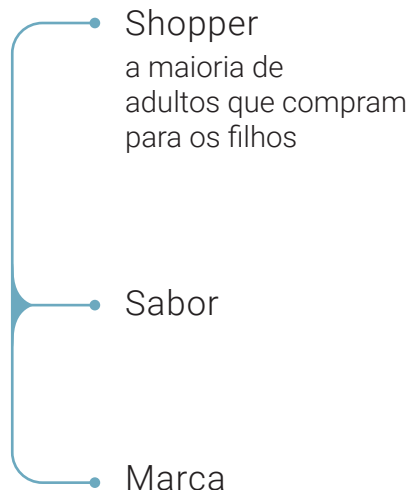 Shopper
a maioria de
adultos que compram
para os filhos
Sabor
Marca